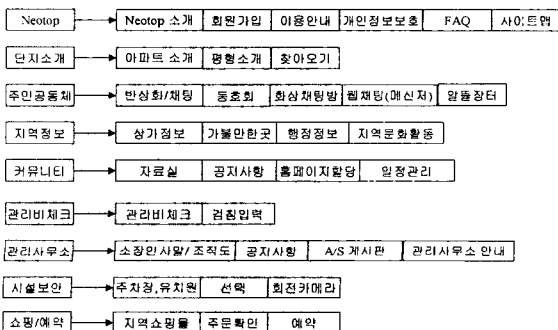 Neotop Neotop 소개 회원가입 이용안내 개인정보보호 FAQ 사이트맵
단지소개 아파트 소개 평형소개 찾아오기
주민공동체 반상회/채팅 동호회 화상채팅방 웹채팅(메신저) 알뜰장터
지역정보 상가정보 가볼만한곳 행정정보 지역문화활동
커뮤니티 자료실 공지사항 홈페이지할당 일정관리
관리비체크 관리비체크 검침입력
관리사무소 소장인사말/조직도 공지사항 A/S 게시판 관리사무소 안내
시설보안 주차장,유치원 선택 회전카메라
쇼핑/예약 지역쇼핑몰 주문확인 예약